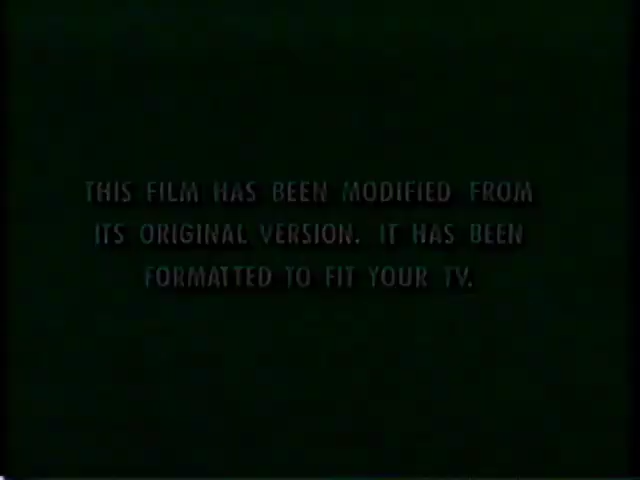 THIS FILM HAS BEEN MODIFIED FROM
ITS ORIGINAL VERSION. IT HAS BEEN
FORMATTED TO FIT YOUR TV.